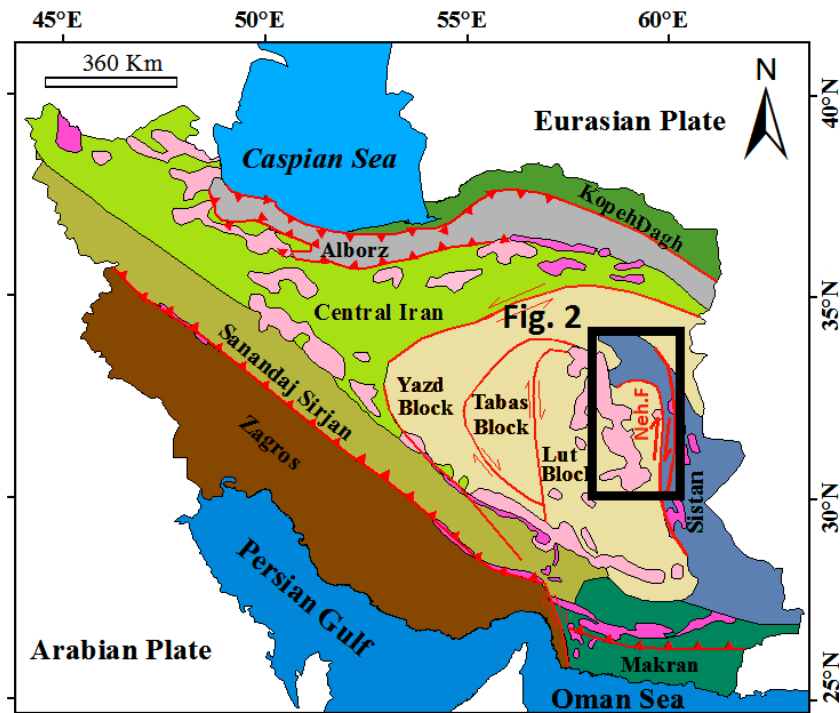 45°E
50°E
55°E
60°E
360 Km
N
40°N
Eurasian Plate
Caspian Sea
KopehDagh
Alborz
35°N
Central Iran
Fig. 2
Sanandaj Sirjan
Yazd
Block
Tabas
Block
Neh.F
Zagros
Lut
Block
30°N
Sistan
Persian Gulf
Arabian Plate
Makran
25°N
Oman Sea